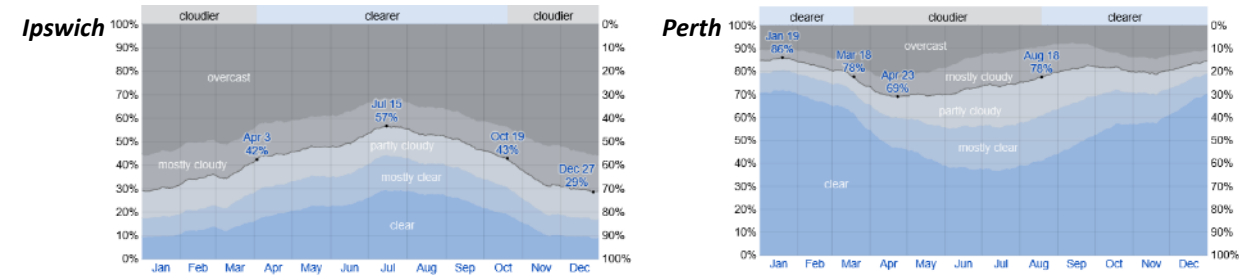 Ipswich
cloudier clearer cloudier
100% 0%
90% 10%
80% 20%
70% 30%
60% 40%
50% 50%
40% 60%
30% 70%
20% 80%
10% 90%
0% 100%
overcast
Jul 15
57%
Apr 3
42%
Oct 19
43%
partly cloudy
mostly cloudy
Dec 27
29%
mostly clear
clear
Jan Feb Mar Apr May Jun Jul Aug Sep Oct Nov Dec
Perth
clearer cloudier clearer
100% 0%
90% 10%
80% 20%
70% 30%
60% 40%
50% 50%
40% 60%
30% 70%
20% 80%
10% 90%
0% 100%
Jan 19
86%
overcast
Mar 18
78%
Aug 18
78%
Apr 23
69%
mostly cloudy
partly cloudy
mostly clear
clear
Jan Feb Mar Apr May Jun Jul Aug Sep Oct Nov Dec